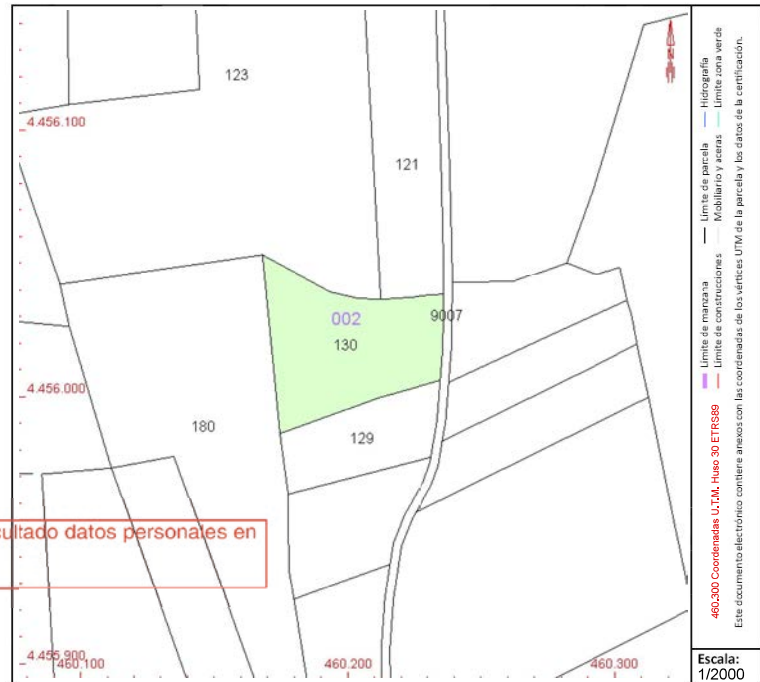 123
4.456.100
121
002
9007
130
4.456.000
180
129
cultado datos personales en
4.455.900
460.100
460.200
460.300
Límite de manzana
Límite de parcela
Hidrografía
Límite de construcciones
Mobiliario y aceras
Límite zona verde
460.300 Coordenadas U.T.M. Huso 30 ETRS89
Este documento electrónico contiene anexos con las coordenadas de los vértices UTM de la parcela y los datos de la certificación.
Escala:
1/2000